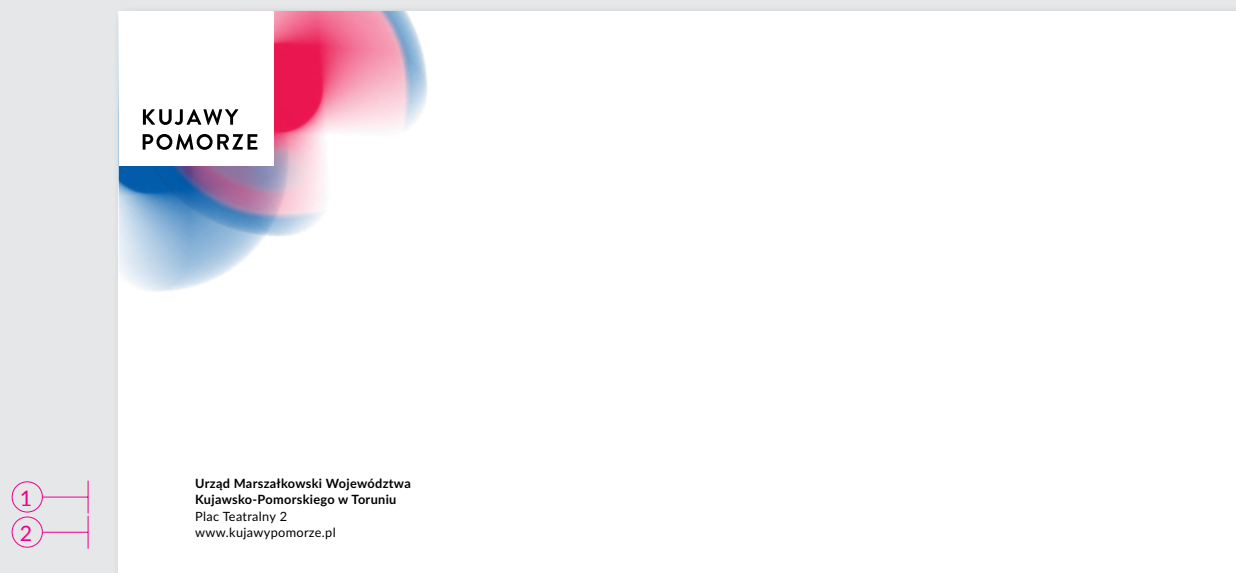 KUJAWY
POMORZE
1
Urząd Marszałkowski Województwa
Kujawsko-Pomorskiego w Toruniu
2
Plac Teatralny 2
www.kujawypomorze.pl